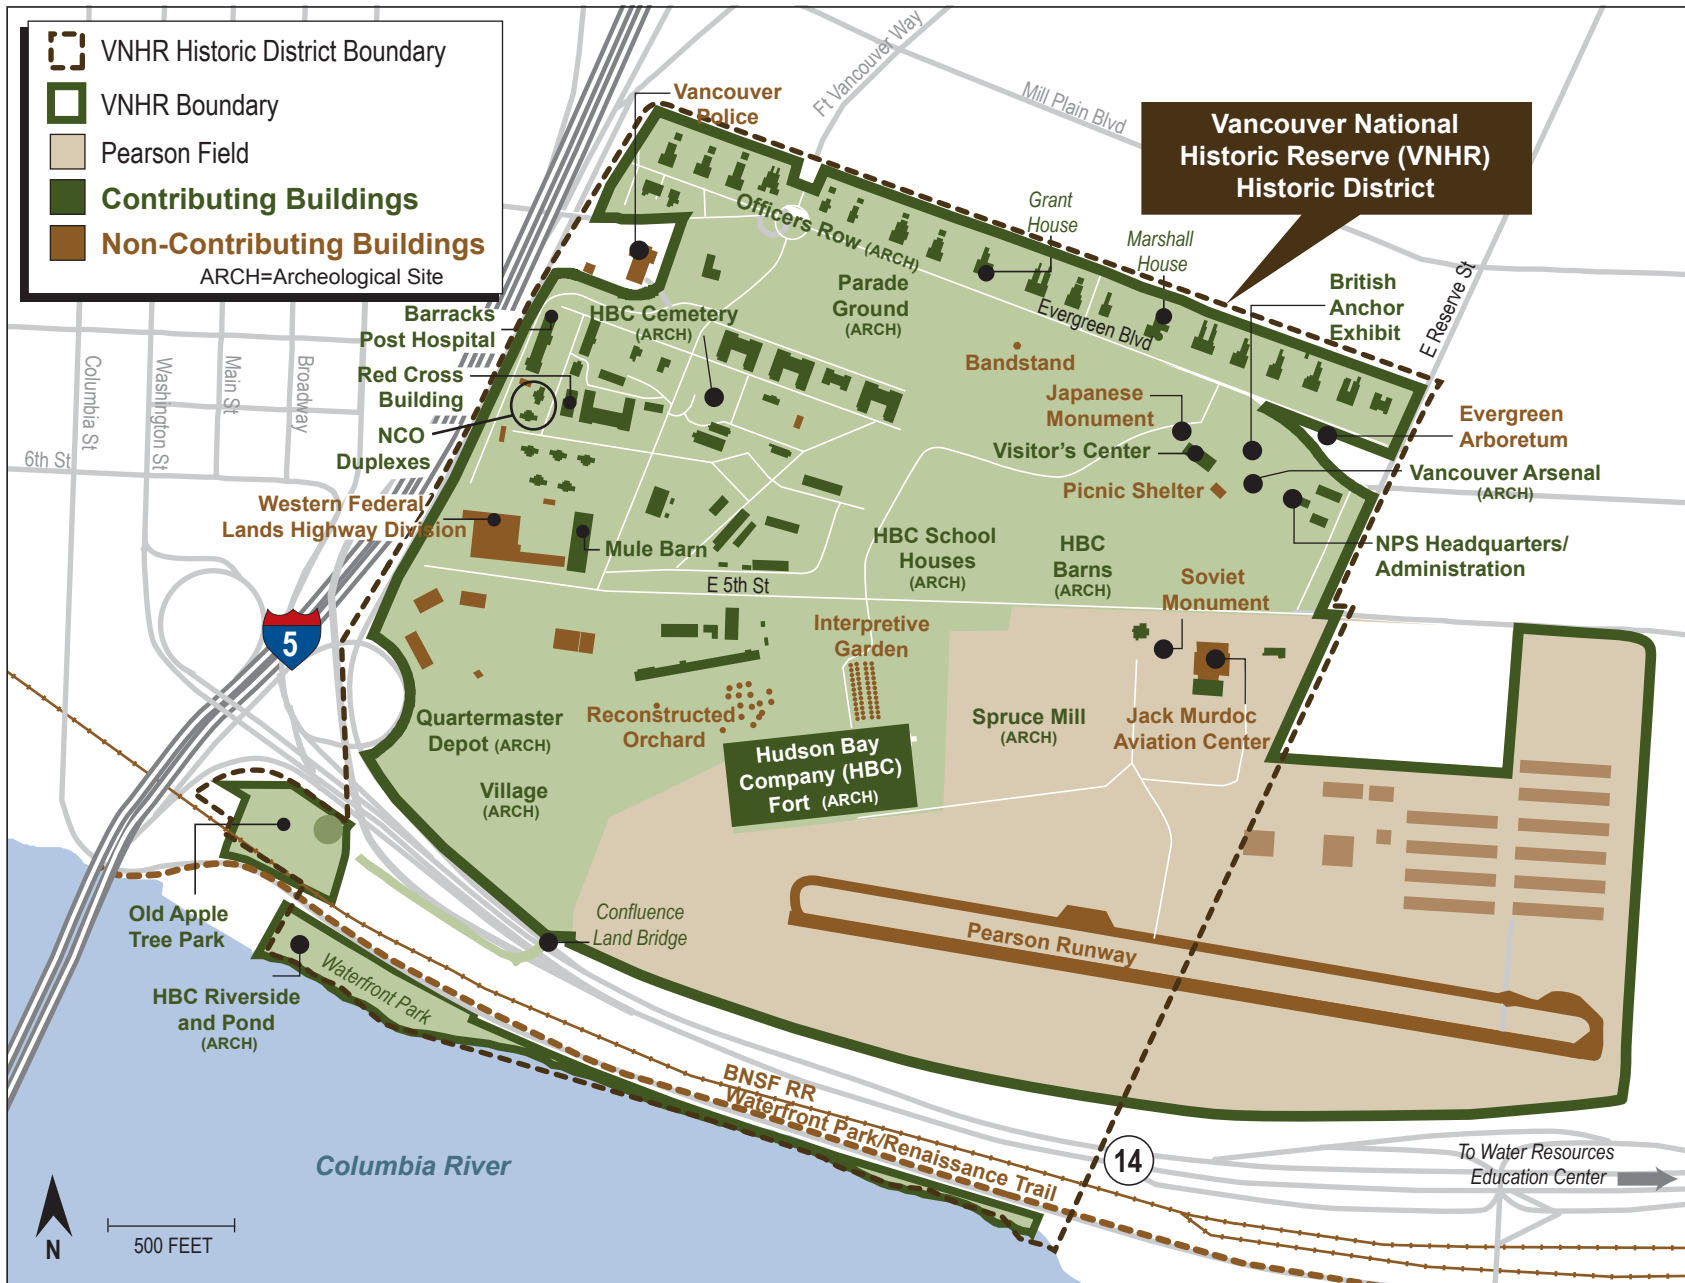 VNHR Historic District Boundary
VNHR Boundary
Pearson Field
Contributing Buildings
Non-Contributing Buildings
ARCH=Archeological Site
Vancouver
Police
Ft Vancouver Way
Mill Plain Blvd
Vancouver National
Historic Reserve (VNHR)
Historic District
Officers Row (ARCH)
Grant
House
Marshall
House
E Reserve St
British
Anchor
Exhibit
Parade
Ground
(ARCH)
Evergreen Blvd
Barracks
Post Hospital
HBC Cemetery
(ARCH)
Bandstand
Red Cross
Building
Japanese
Monument
Evergreen
Arboretum
NCO
Duplexes
Visitor's Center
Vancouver Arsenal
(ARCH)
Picnic Shelter
Columbia St
Washington St
Main St
Broadway
6th St
Western Federal
Lands Highway Division
Mule Barn
HBC School
Houses
(ARCH)
HBC
Barns
(ARCH)
NPS Headquarters/
Administration
E 5th St
Soviet
Monument
5
Interpretive
Garden
Quartermaster
Depot (ARCH)
Reconstructed
Orchard
Spruce Mill
(ARCH)
Jack Murdoc
Aviation Center
Hudson Bay
Company (HBC)
Fort (ARCH)
Village
(ARCH)
Old Apple
Tree Park
Confluence
Land Bridge
Pearson Runway
Waterfront Park
HBC Riverside
and Pond
(ARCH)
BNSF RR
Waterfront Park/Renaissance Trail
Columbia River
14
To Water Resources
Education Center
N
500 FEET